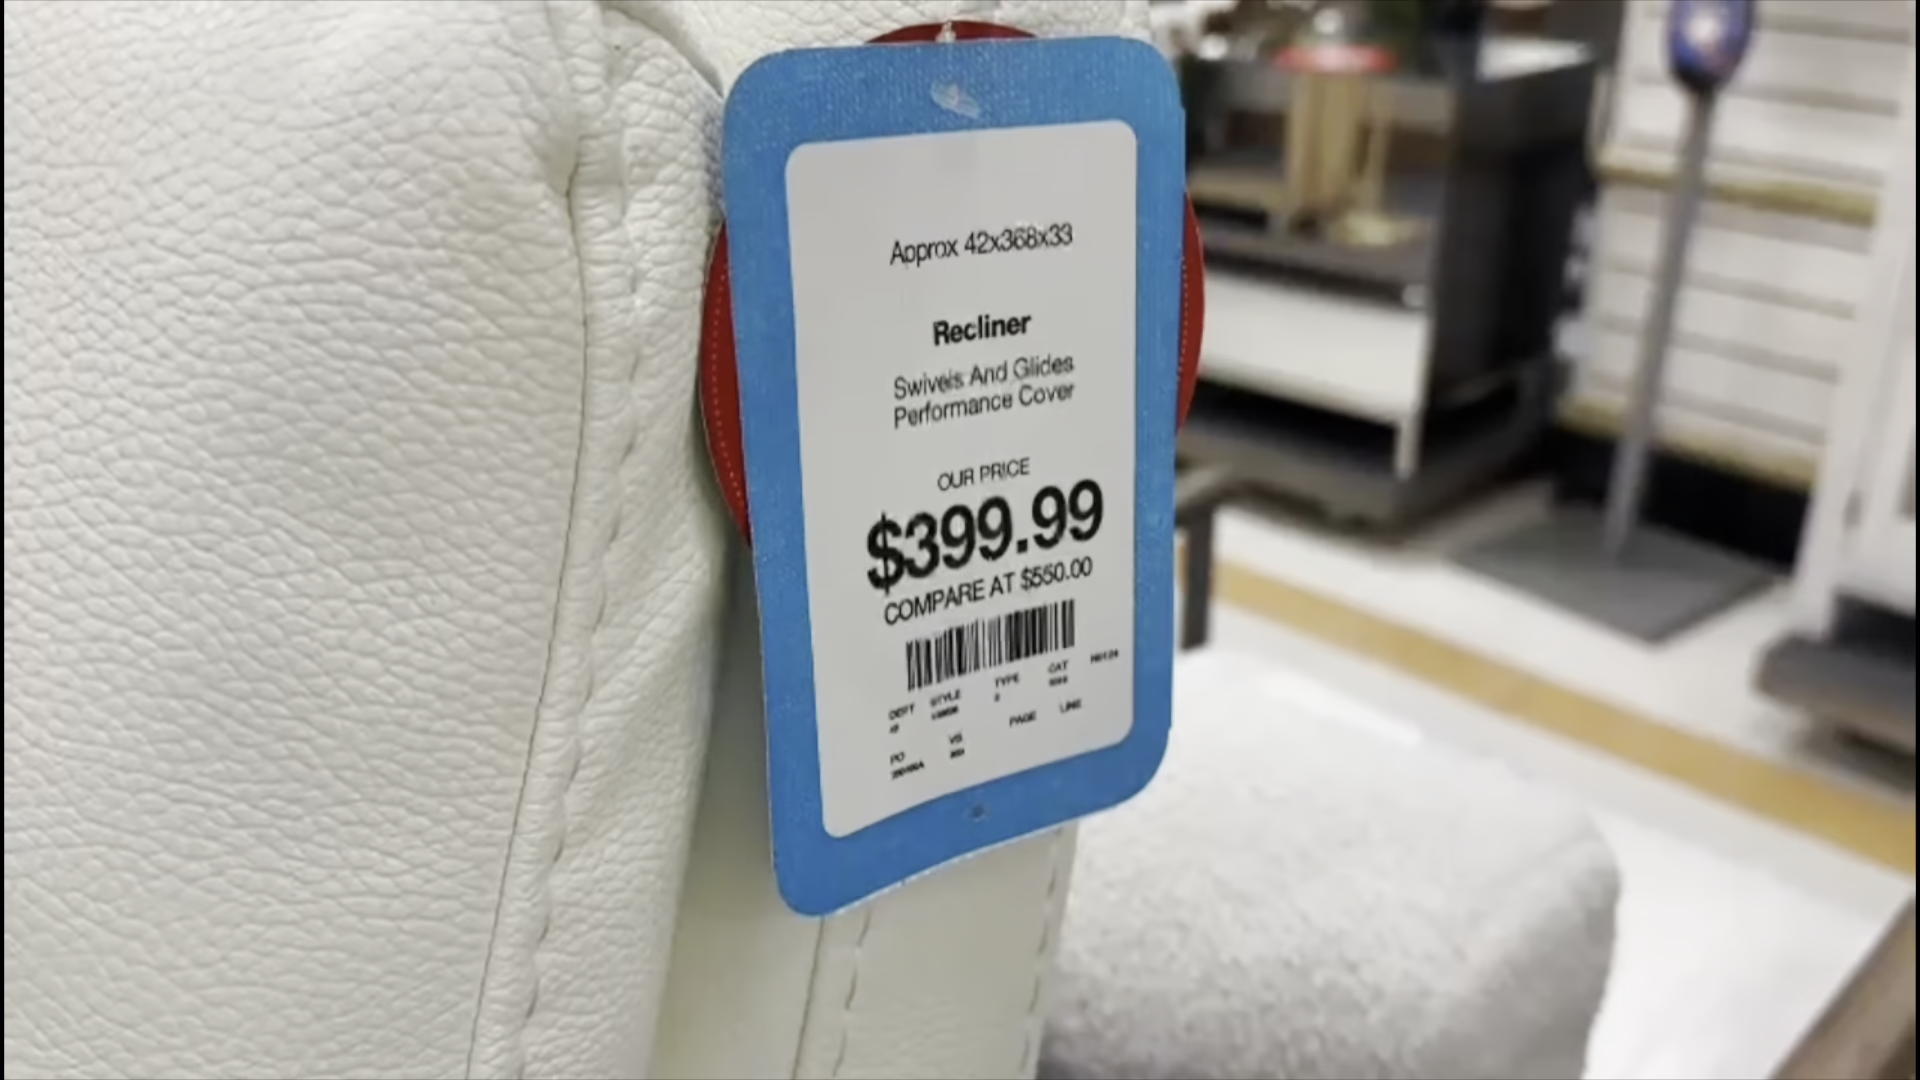 Approx 42x368x33
Recliner
Swivels And Glides
Performance Cover
OUR PRICE
$399.99
COMPARE AT $550.00
DEPT STYLE TYPE CAT
PAGE LINE
PO VS